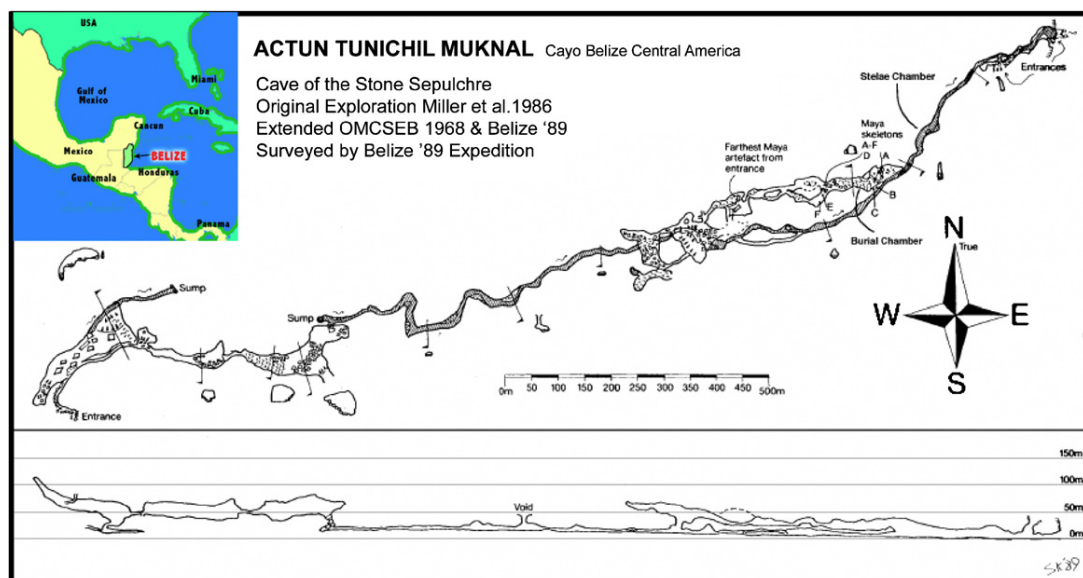 USA
Gulf of
Mexico
Miami
Cuba
Cancun
Mexico
BELIZE
Guatemala
Honduras
Panama
ACTUN TUNICHIL MUKNAL Cayo Belize Central America
Cave of the Stone Sepulchre
Original Exploration Miller et al.1986
Extended OMCSEB 1968 & Belize ‘89
Surveyed by Belize ‘89 Expedition
Entrances
Stelae Chamber
Maya
skeletons
A-F
D
A
Farthest Maya
artefact from
entrance
B
E
F
C
Burial Chamber
N
True
W
E
S
Sump
Sump
Entrance
0m 50 100 150 200 250 300 350 400 450 500m
150m
100m
50m
0m
Void
SK'89